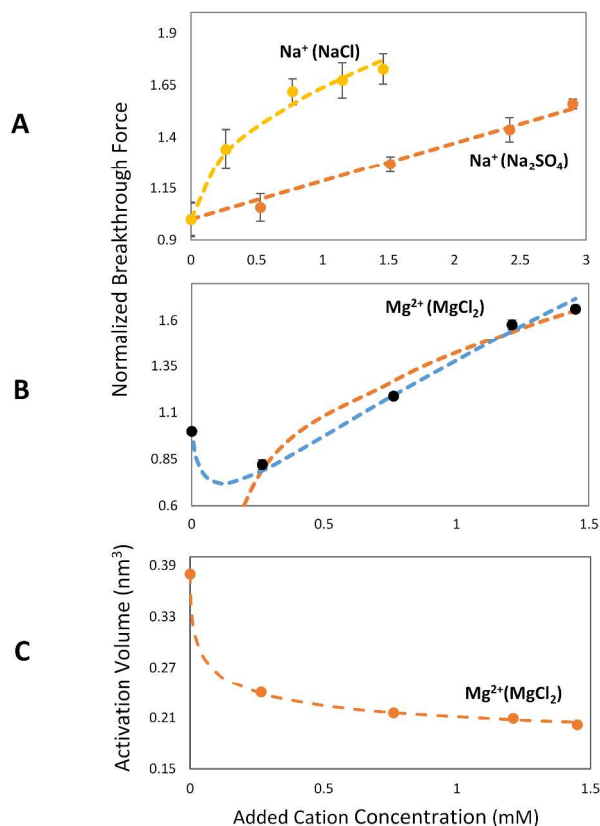 A
B
C
Normalized Breakthrough Force
Activation Volume (nm³)
1.9
1.65
1.4
1.15
0.9
Na⁺ (NaCl)
Na⁺ (Na₂SO₄)
0 0.5 1 1.5 2 2.5 3
1.6
1.35
1.1
0.85
0.6
Mg²⁺ (MgCl₂)
0 0.5 1 1.5
0.39
0.33
0.27
0.21
0.15
Mg²⁺(MgCl₂)
0 0.5 1 1.5
Added Cation Concentration (mM)